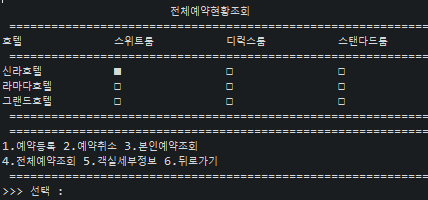 전체예약현황조회
================================================================
호텔 스위트룸 디럭스룸 스탠다드룸
================================================================
신라호텔 ■ □ □
라마다호텔 □ □ □
그랜드호텔 □ □ □
================================================================
================================================================
1.예약등록 2.예약취소 3.본인예약조회
4.전체예약조회 5.객실세부정보 6.뒤로가기
================================================================
>>> 선택 :